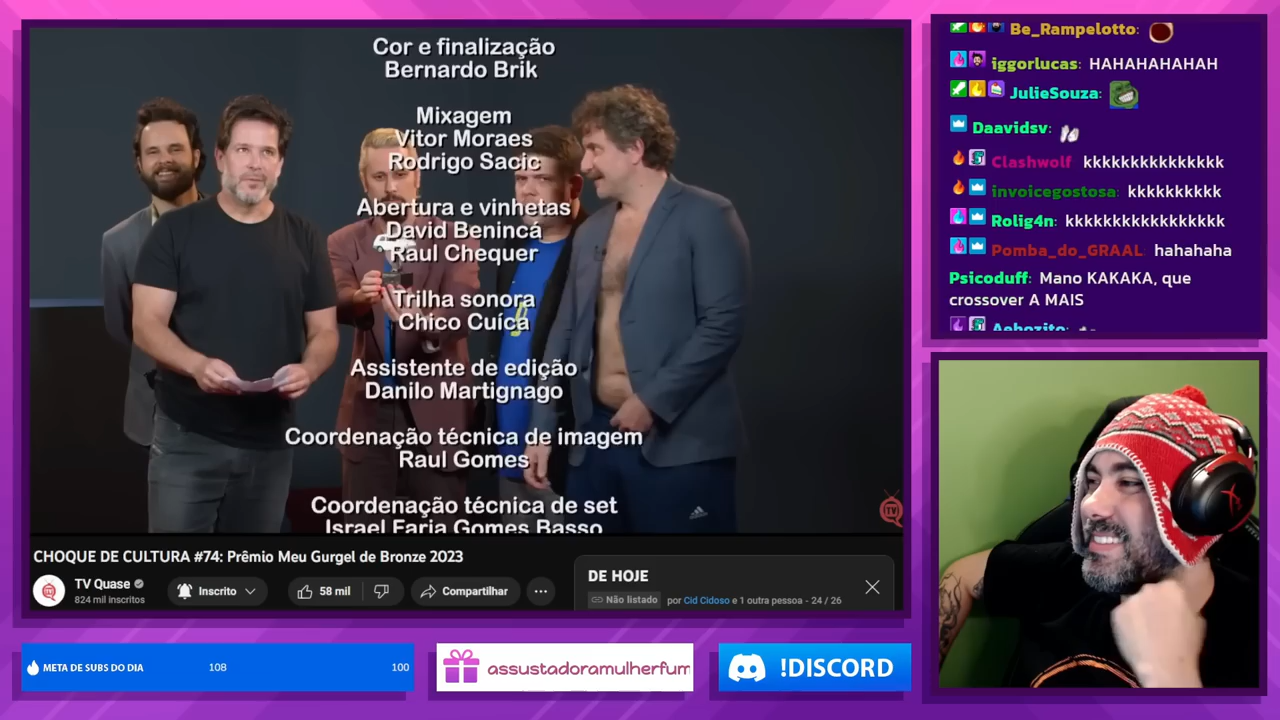 Cor e finalização
Bernardo Brik
Mixagem
Vitor Moraes
Rodrigo Sacic
Abertura e vinhetas
David Benincá
Raul Chequer
Trilha sonora
Chico Cuíca
Assistente de edição
Danilo Martignago
Coordenação técnica de imagem
Raul Gomes
Coordenação técnica de set
Israel Faria Gomes Basso
CHOQUE DE CULTURA #74: Prêmio Meu Gurgel de Bronze 2023
TV Quase
824 mil inscritos
Inscrito
58 mil
Compartilhar
DE HOJE
Não listado por Cid Cidoso e 1 outra pessoa - 24 / 26
META DE SUBS DO DIA 108 100
assustadoramulherfum
!DISCORD
Be_Rampelotto:
iggorlucas: HAHAHAHAHAH
JulieSouza:
Daavidsv:
Clashwolf kkkkkkkkkkkkkkk
invoicegostosa: kkkkkkkkkk
Rolig4n: kkkkkkkkkkkkkkkkk
Pomba_do_GRAAL: hahahaha
Psicoduff: Mano KAKAKA, que
crossover A MAIS
Aehozito: